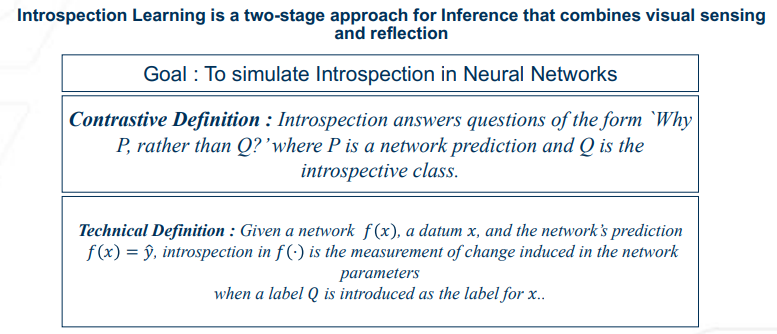 Introspection Learning is a two-stage approach for Inference that combines visual sensing
and reflection
Goal : To simulate Introspection in Neural Networks
Contrastive Definition : Introspection answers questions of the form `Why
P, rather than Q?’ where P is a network prediction and Q is the
introspective class.
Technical Definition : Given a network f(x), a datum x, and the network’s prediction
f(x) = ŷ, introspection in f(·) is the measurement of change induced in the network
parameters
when a label Q is introduced as the label for x..